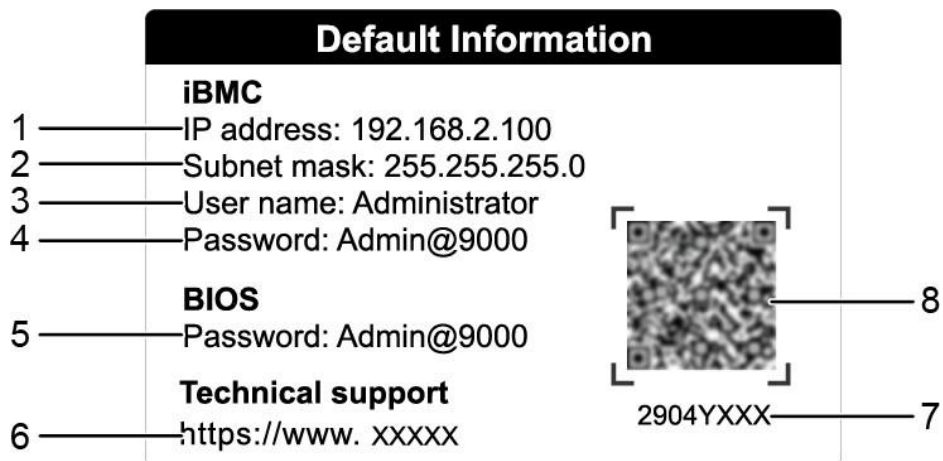 Default Information
iBMC
1 IP address: 192.168.2.100
2 Subnet mask: 255.255.255.0
3 User name: Administrator
4 Password: Admin@9000
BIOS
5 Password: Admin@9000
8
Technical support
2904YXXX 7
6 https://www. xxxxx